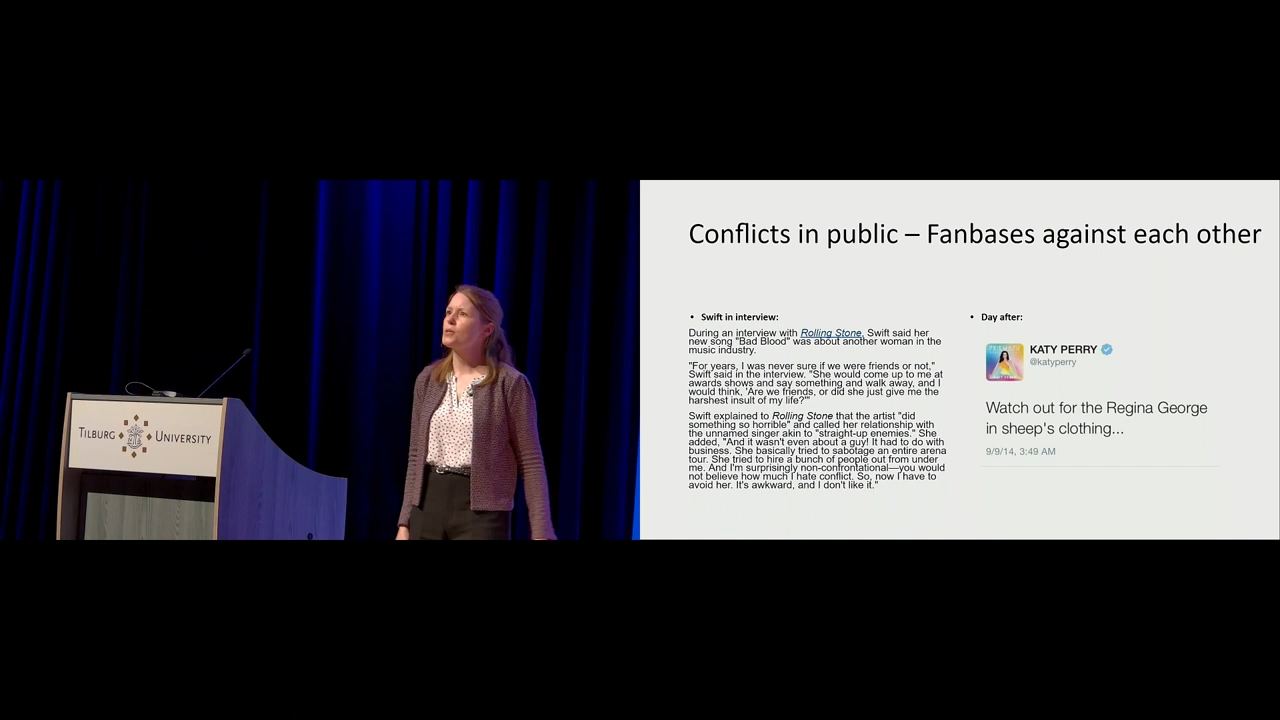 TILBURG UNIVERSITY
Conflicts in public – Fanbases against each other
• Swift in interview:
During an interview with Rolling Stone, Swift said her
new song "Bad Blood" was about another woman in the
music industry.
"For years, I was never sure if we were friends or not,"
Swift said in the interview. "She would come up to me at
awards shows and say something and walk away, and I
would think, 'Are we friends, or did she just give me the
harshest insult of my life?'"
Swift explained to Rolling Stone that the artist "did
something so horrible" and called her relationship with
the unnamed singer akin to "straight-up enemies." She
added, "And it wasn't even about a guy! It had to do with
business. She basically tried to sabotage an entire arena
tour. She tried to hire a bunch of people out from under
me. And I'm surprisingly non-confrontational—you would
not believe how much I hate conflict. So, now I have to
avoid her. It's awkward, and I don't like it."
• Day after:
KATY PERRY
@katyperry
Watch out for the Regina George
in sheep's clothing...
9/9/14, 3:49 AM